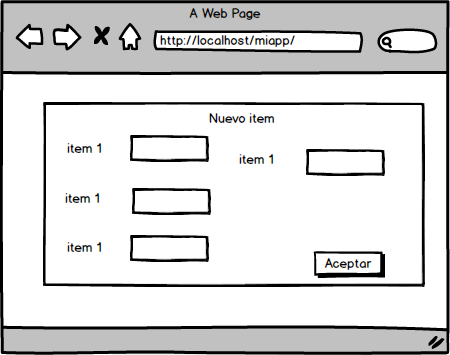 A Web Page
http://localhost/miapp/
Nuevo item
item 1
item 1
item 1
item 1
Aceptar